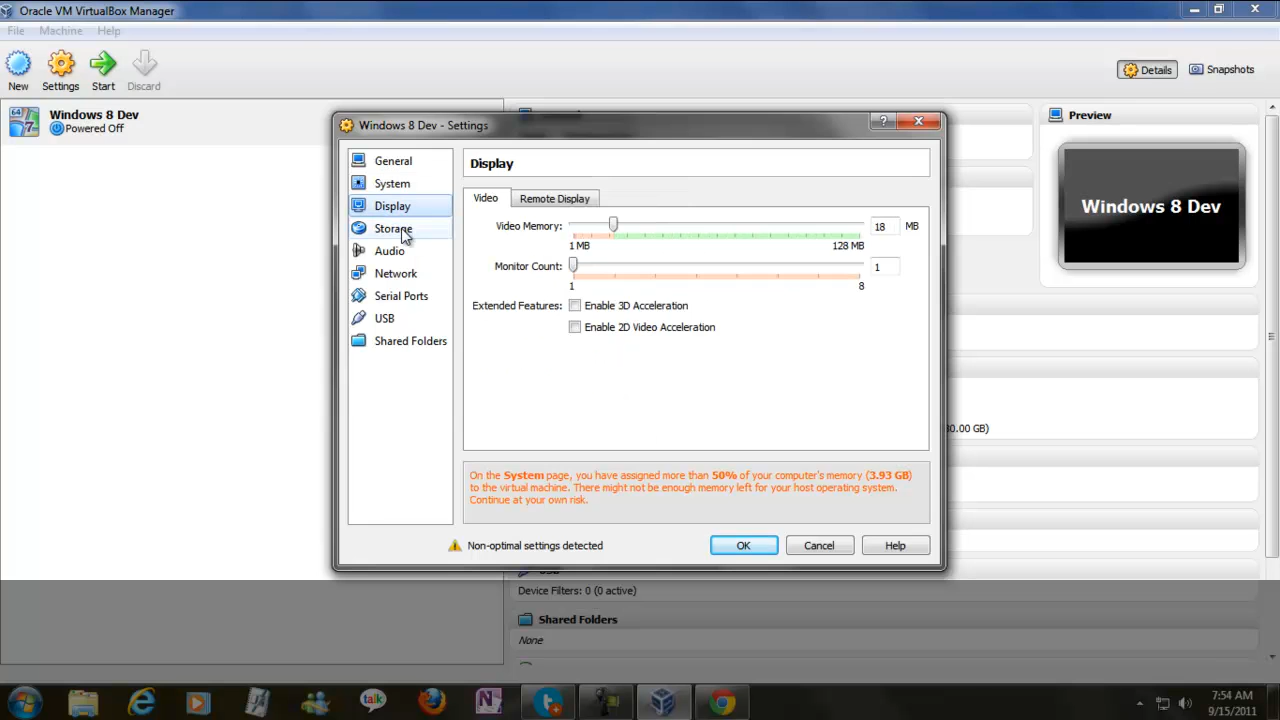 Oracle VM VirtualBox Manager
File Machine Help
New Settings Start Discard
Details Snapshots
64
7
Windows 8 Dev
Powered Off
Preview
Windows 8 Dev
Windows 8 Dev - Settings
?
General
System
Display
Storage
Audio
Network
Serial Ports
USB
Shared Folders
Display
Video Remote Display
Video Memory: 18 MB
1 MB 128 MB
Monitor Count: 1
1 8
Extended Features: Enable 3D Acceleration
Enable 2D Video Acceleration
On the System page, you have assigned more than 50% of your computer's memory (3.93 GB)
to the virtual machine. There might not be enough memory left for your host operating system.
Continue at your own risk.
Non-optimal settings detected
OK Cancel Help
0.00 GB)
Device Filters: 0 (0 active)
Shared Folders
None
talk
N
7:54 AM
9/15/2011